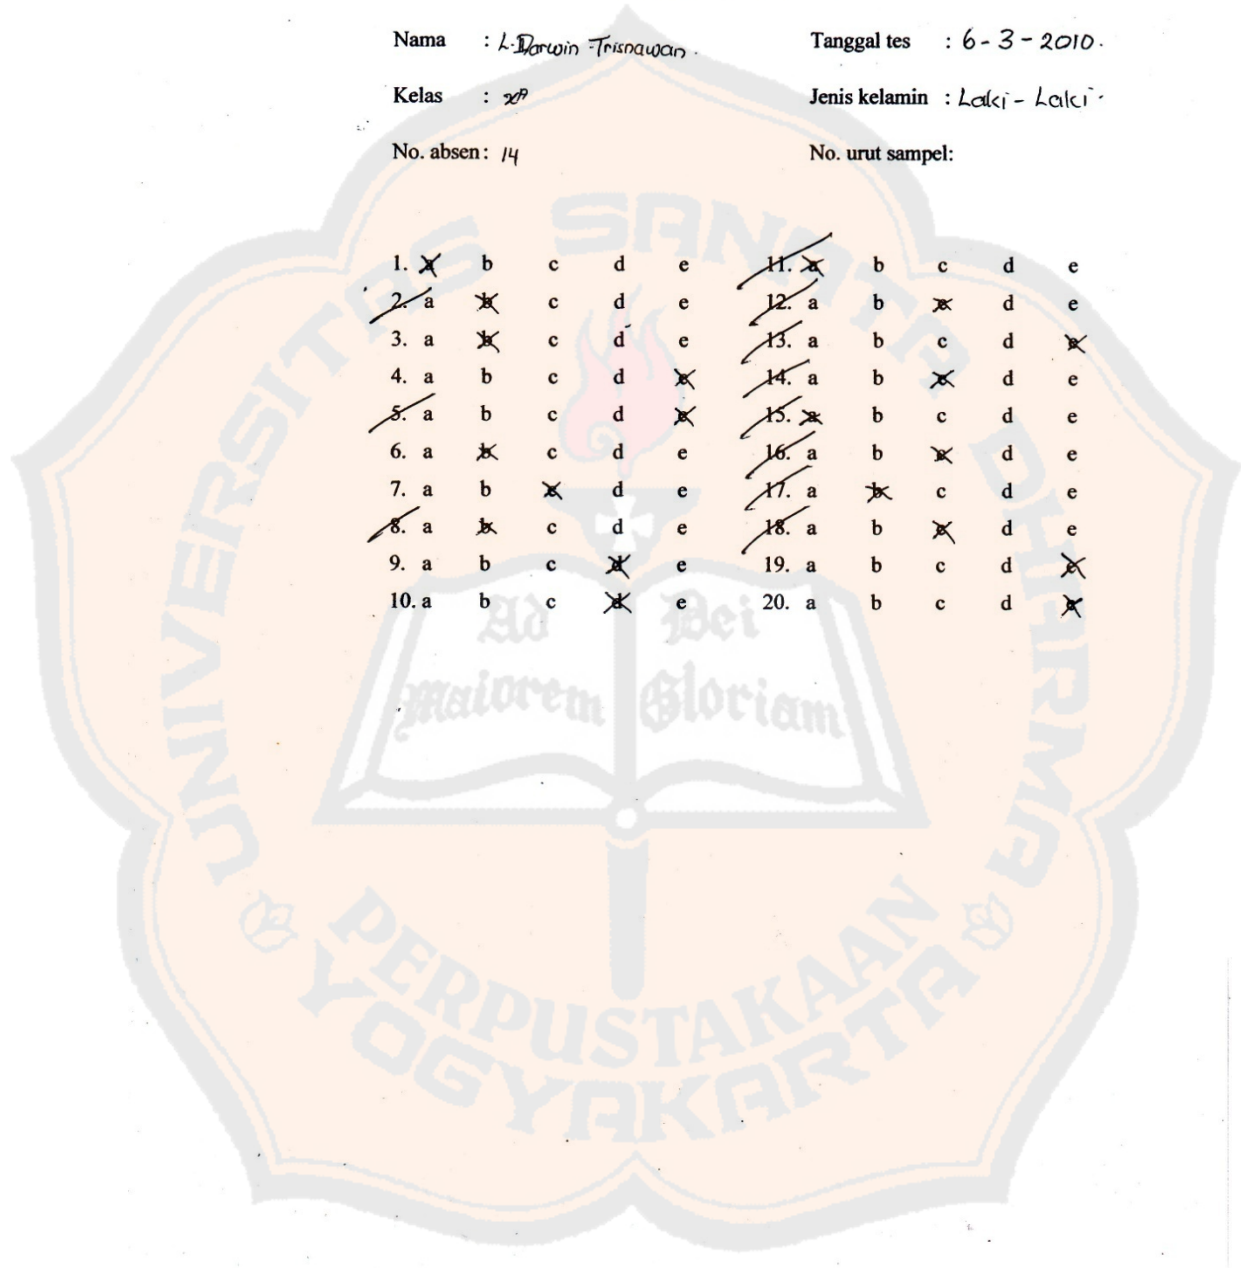 Nama : L. Darwin Trisnawan. Tanggal tes : 6 - 3 - 2010.
Kelas : Jenis kelamin : Laki - Laki.
No. absen : 14 No. urut sampel:
UNIVERSITAS SANATA DHARMA
1. a b c d e 11. a b c d e
2. a b c d e 12. a b c d e
3. a b c d e 13. a b c d e
4. a b c d e 14. a b c d e
5. a b c d e 15. a b c d e
6. a b c d e 16. a b c d e
7. a b c d e 17. a b c d e
8. a b c d e 18. a b c d e
9. a b c d e 19. a b c d e
10. a b c d e 20. a b c d e
Ad Dei
maiorem Gloriam
PERPUSTAKAAN
YOGYAKARTA